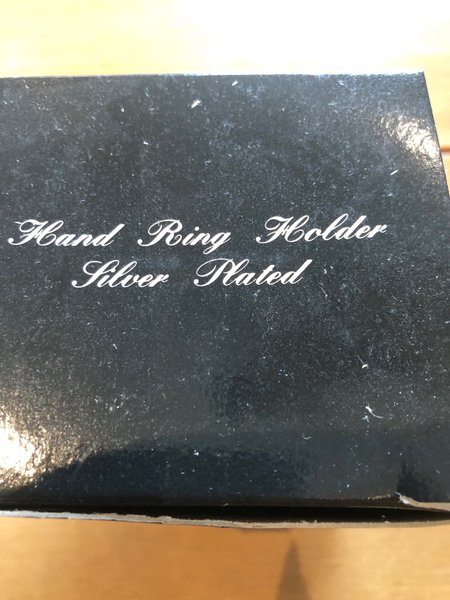 Hand Ring Holder
Silver Plated